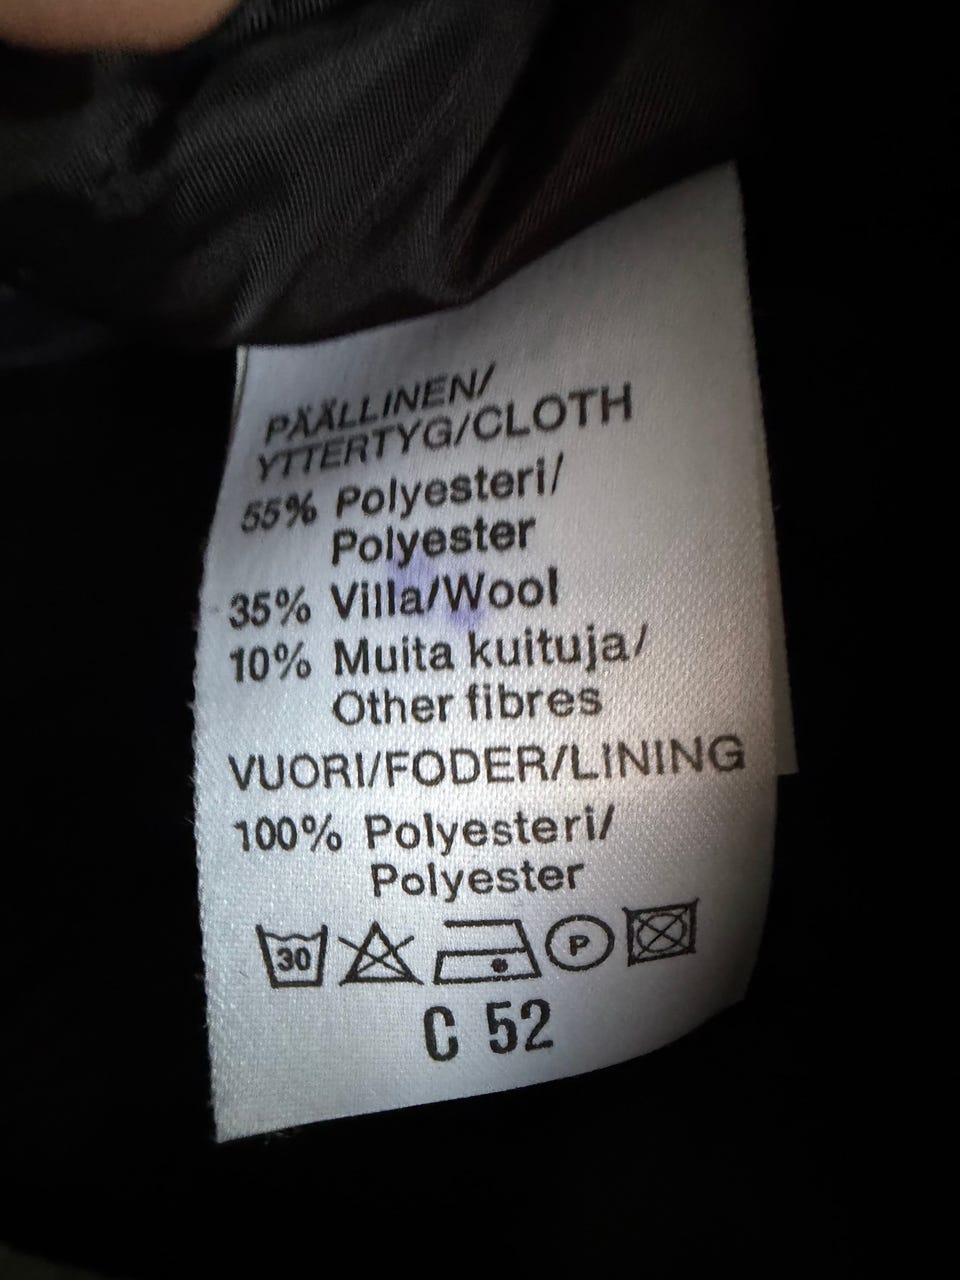 PÄÄLLINEN/
YTTERTYG/CLOTH
55% Polyesteri/
Polyester
35% Villa/Wool
10% Muita kuituja/
Other fibres
VUORI/FODER/LINING
100% Polyesteri/
Polyester
30 P
C 52